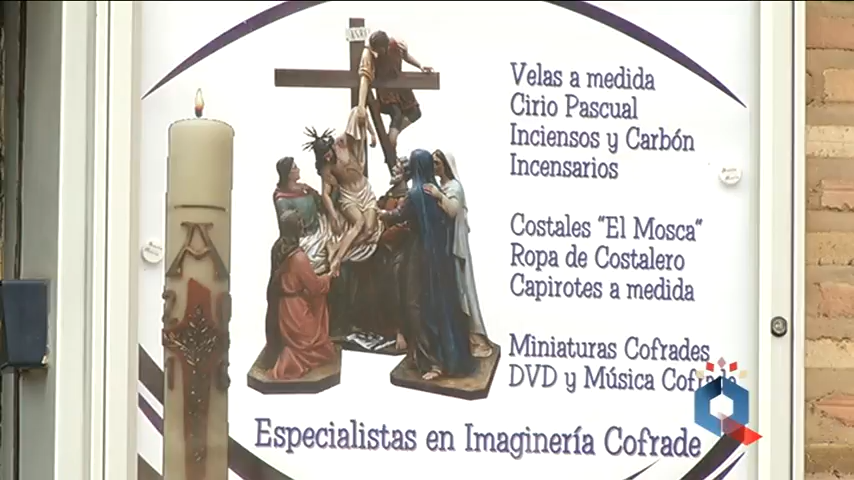 Velas a medida
Cirio Pascual
Inciensos y Carbón
Incensarios
Costales "El Mosca"
Ropa de Costalero
Capirotes a medida
Miniaturas Cofrades
DVD y Música Cofrade
Especialistas en Imaginería Cofrade